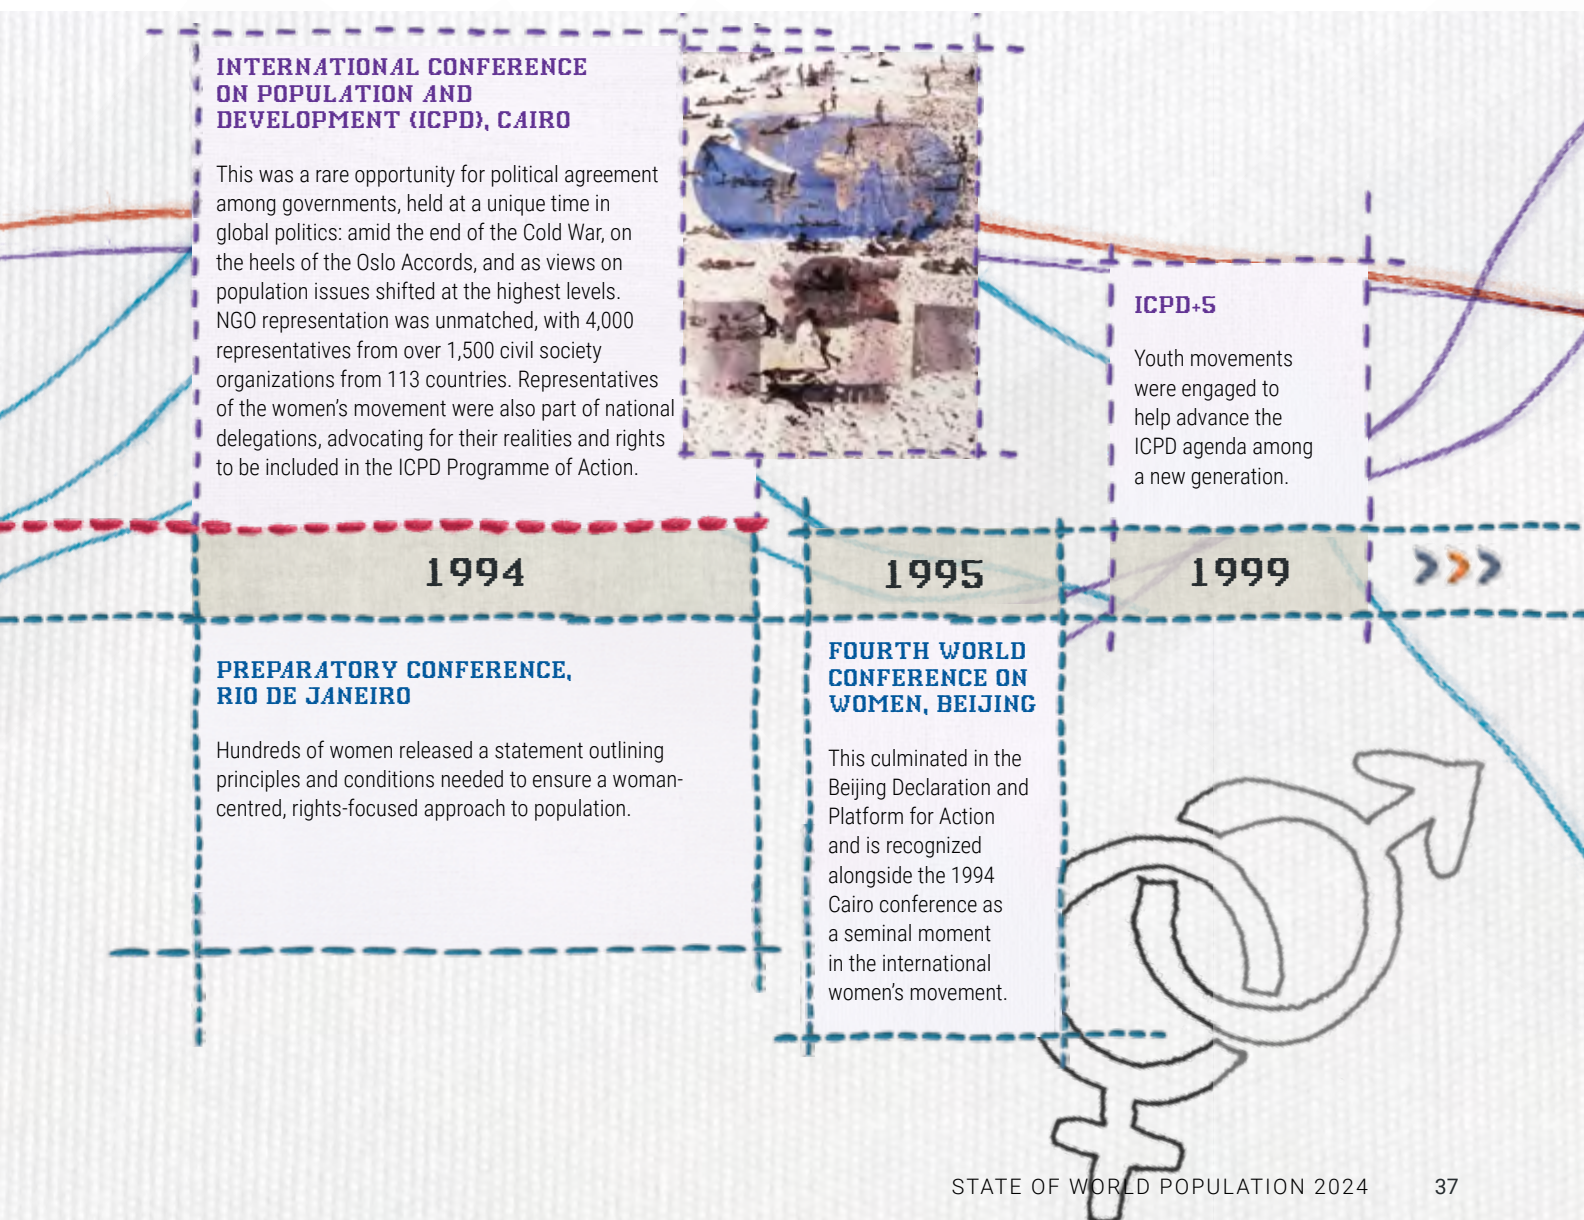 INTERNATIONAL CONFERENCE
ON POPULATION AND
DEVELOPMENT (ICPD), CAIRO
This was a rare opportunity for political agreement
among governments, held at a unique time in
global politics: amid the end of the Cold War, on
the heels of the Oslo Accords, and as views on
population issues shifted at the highest levels.
NGO representation was unmatched, with 4,000
representatives from over 1,500 civil society
organizations from 113 countries. Representatives
of the women's movement were also part of national
delegations, advocating for their realities and rights
to be included in the ICPD Programme of Action.
ICPD+5
Youth movements
were engaged to
help advance the
ICPD agenda among
a new generation.
1994
1995
1999
PREPARATORY CONFERENCE,
RIO DE JANEIRO
Hundreds of women released a statement outlining
principles and conditions needed to ensure a woman-
centred, rights-focused approach to population.
FOURTH WORLD
CONFERENCE ON
WOMEN, BEIJING
This culminated in the
Beijing Declaration and
Platform for Action
and is recognized
alongside the 1994
Cairo conference as
a seminal moment
in the international
women's movement.
STATE OF WORLD POPULATION 2024 37